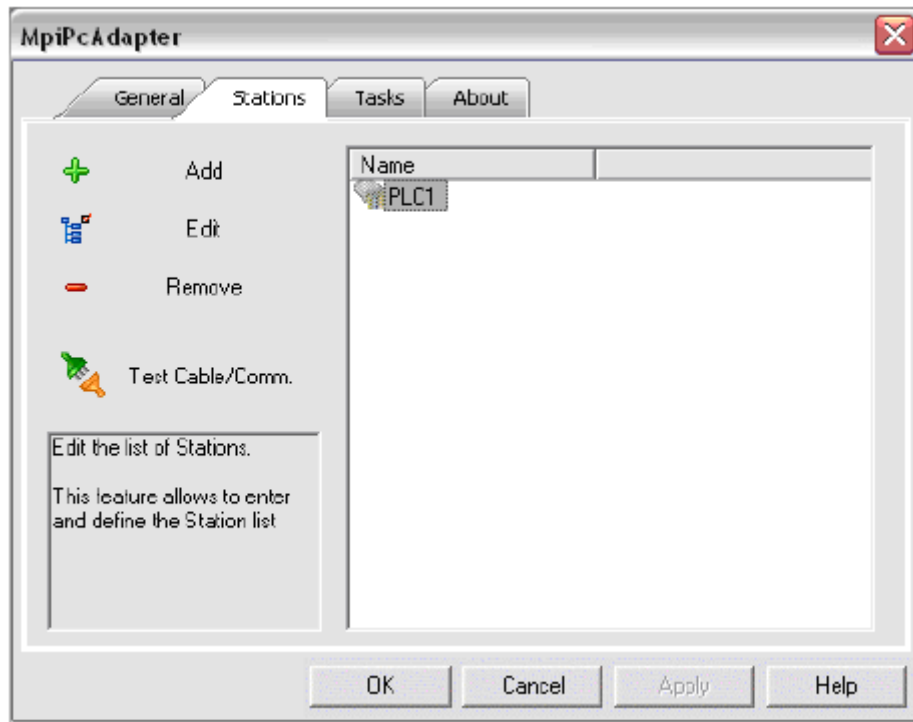 MpiPcAdapter
General Stations Tasks About
Add
Edit
Remove
Test Cable/Comm.
Edit the list of Stations.
This feature allows to enter
and define the Station list
Name
PLC1
OK Cancel Apply Help